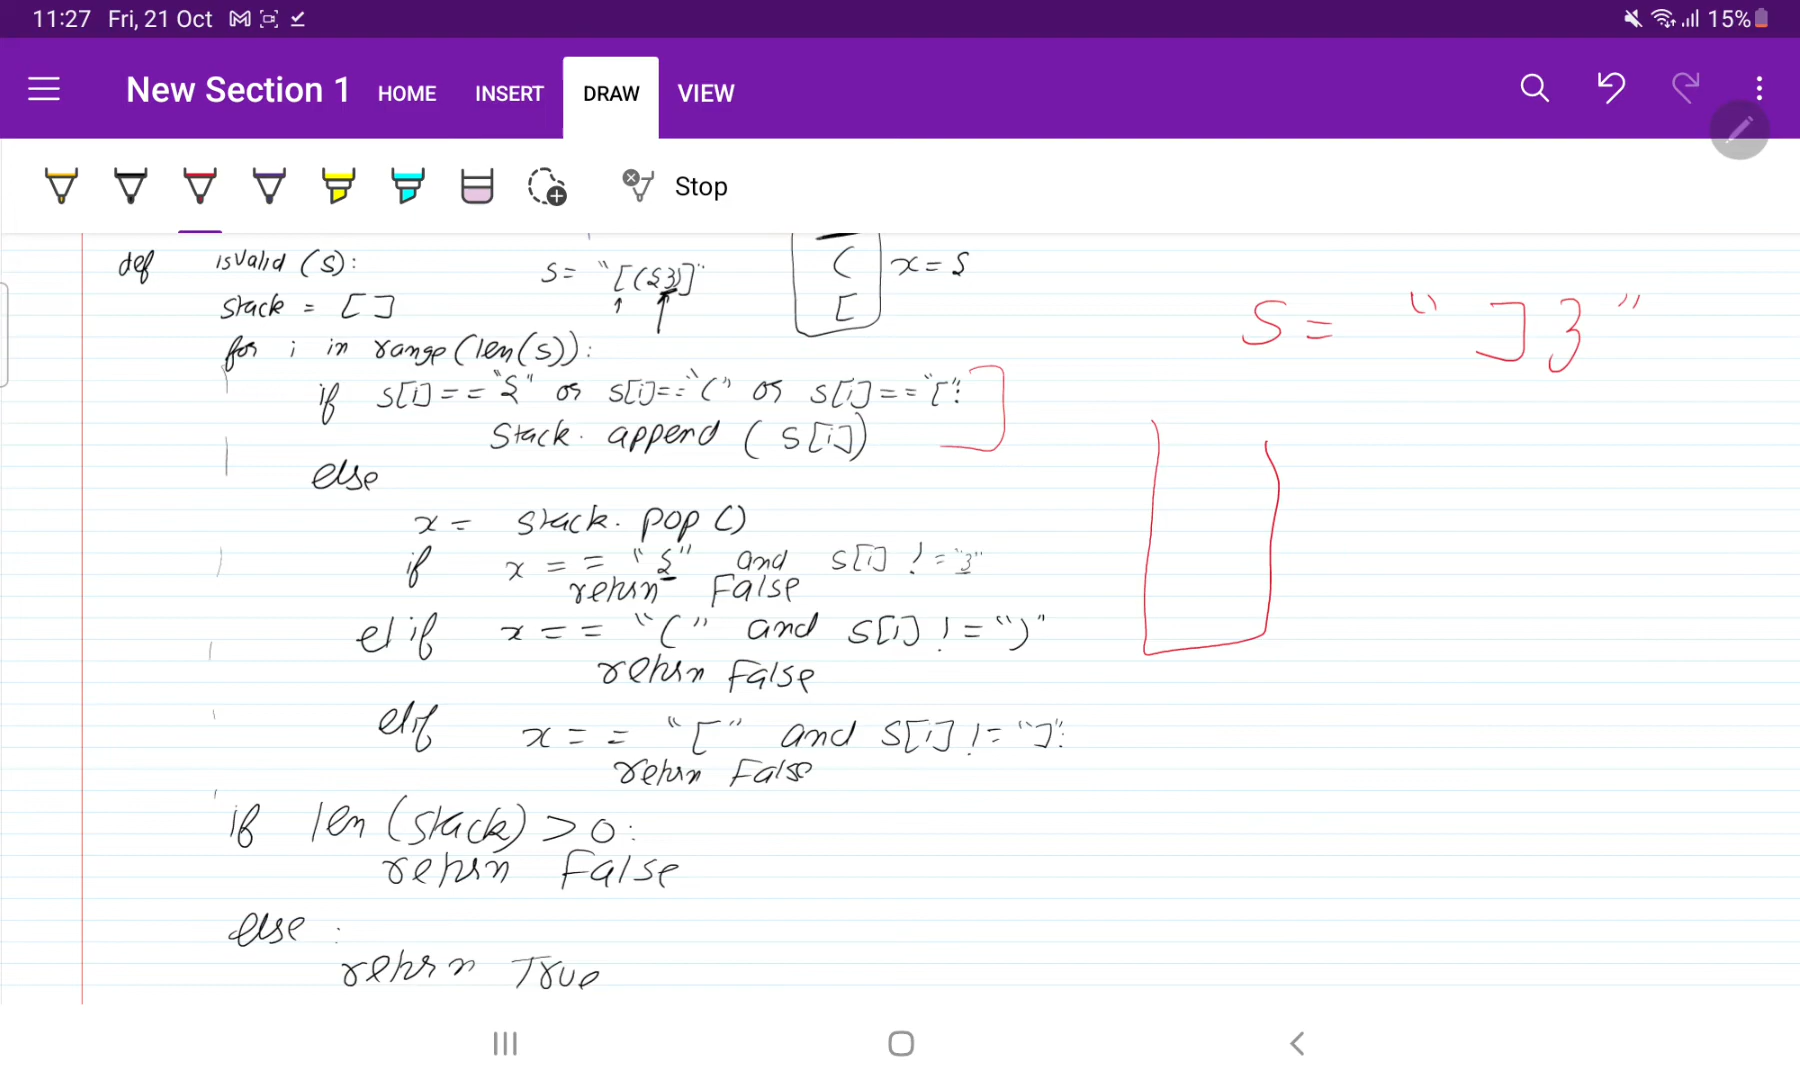 11:27 Fri, 21 Oct 15%
New Section 1 HOME INSERT DRAW VIEW
Stop
def isValid (s):
stack = []
for i in range(len(s)):
if s[i]=="{" or s[i]=="(" or s[i]=="[":
stack.append(s[i])
else
x = stack.pop()
if x == "{" and s[i] !="}"
return False
elif x == "(" and s[i] != ")"
return False
elif x == "[" and s[i] != "]":
return False
if len(stack) > 0:
return False
else :
return True
s= "[({})]"
(
[
x = {
S = "]}"